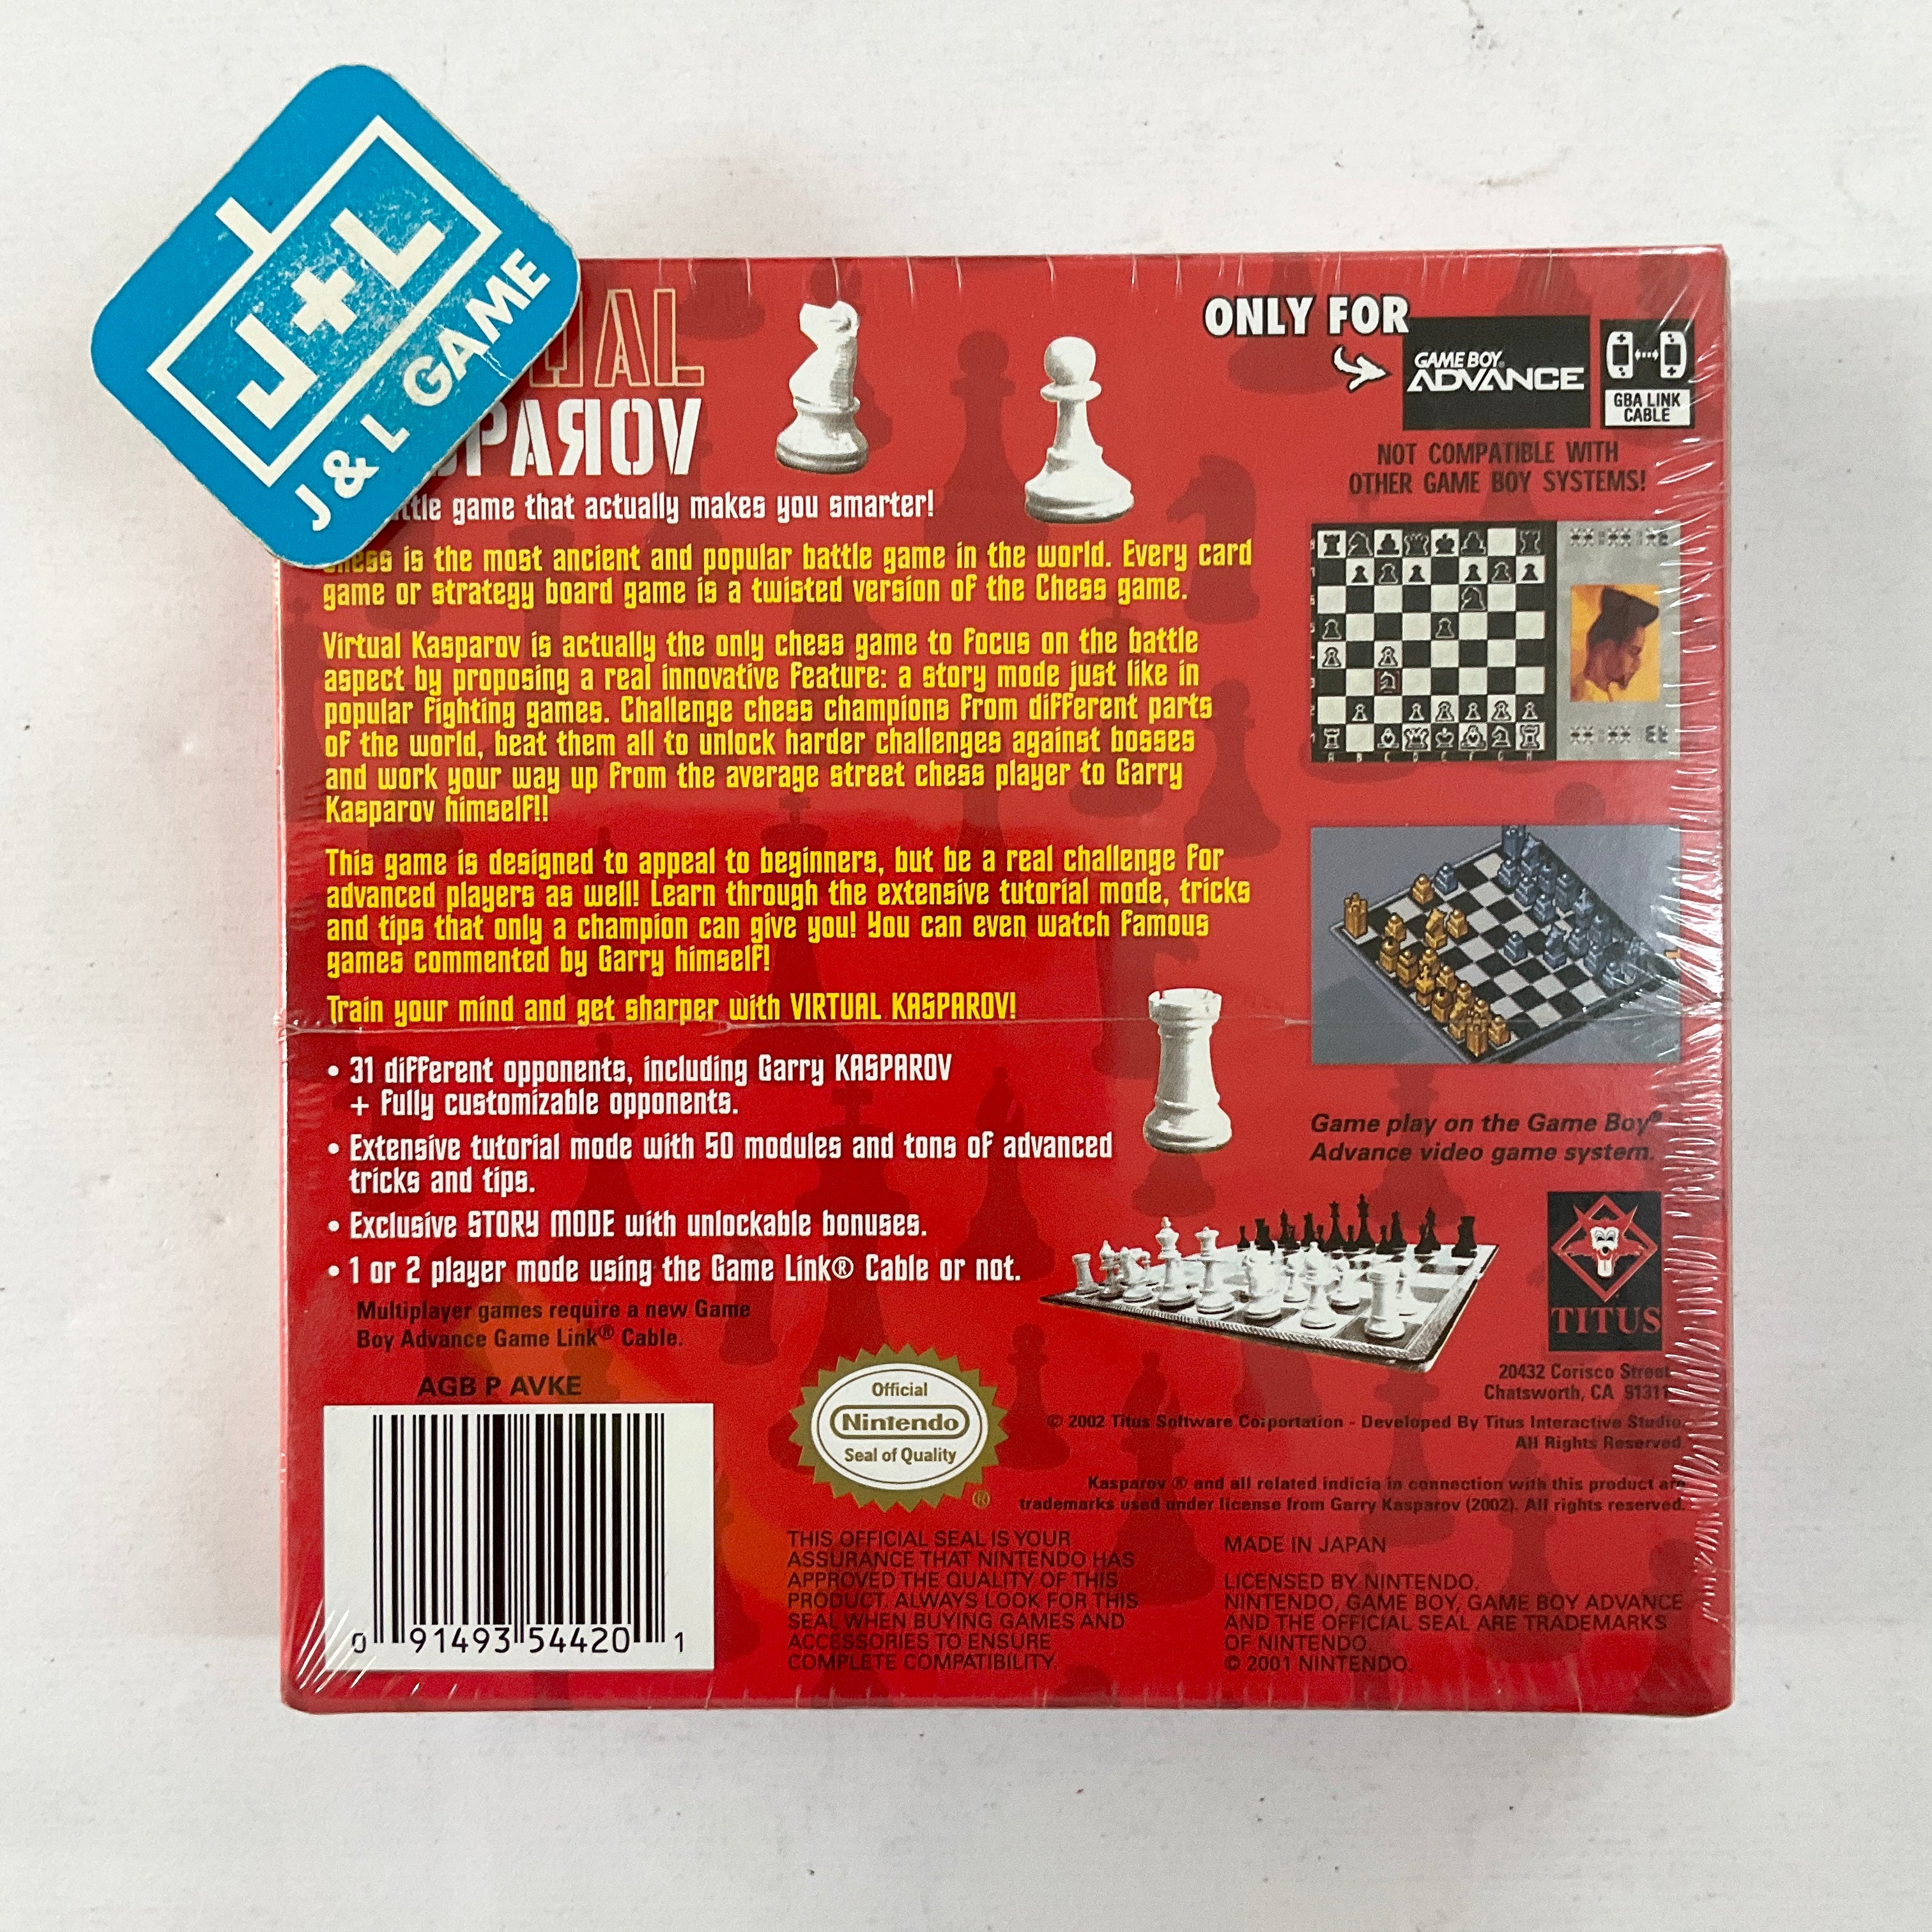 J+L
J & L GAME
UAL
PAROV
ttle game that actually makes you smarter!
Chess is the most ancient and popular battle game in the world. Every card
game or strategy board game is a twisted version of the Chess game.
Virtual Kasparov is actually the only chess game to focus on the battle
aspect by proposing a real innovative feature: a story mode just like in
popular fighting games. Challenge chess champions from different parts
of the world, beat them all to unlock harder challenges against bosses
and work your way up from the average street chess player to Garry
Kasparov himself!!
This game is designed to appeal to beginners, but be a real challenge for
advanced players as well! Learn through the extensive tutorial mode, tricks
and tips that only a champion can give you! You can even watch famous
games commented by Garry himself!
Train your mind and get sharper with VIRTUAL KASPAROV!
• 31 different opponents, including Garry KASPAROV
+ fully customizable opponents.
• Extensive tutorial mode with 50 modules and tons of advanced
tricks and tips.
• Exclusive STORY MODE with unlockable bonuses.
• 1 or 2 player mode using the Game Link® Cable or not.
Multiplayer games require a new Game
Boy Advance Game Link® Cable.
AGB P AVKE
0 91493 54420 1
ONLY FOR
GAME BOY
ADVANCE
GBA LINK
CABLE
NOT COMPATIBLE WITH
OTHER GAME BOY SYSTEMS!
Game play on the Game Boy®
Advance video game system.
TITUS
20432 Corisco Street
Chatsworth, CA 91311
© 2002 Titus Software Corportation - Developed By Titus Interactive Studio.
All Rights Reserved.
Kasparov ® and all related indicia in connection with this product are
trademarks used under license from Garry Kasparov (2002). All rights reserved.
Official
Nintendo
Seal of Quality
®
THIS OFFICIAL SEAL IS YOUR
ASSURANCE THAT NINTENDO HAS
APPROVED THE QUALITY OF THIS
PRODUCT. ALWAYS LOOK FOR THIS
SEAL WHEN BUYING GAMES AND
ACCESSORIES TO ENSURE
COMPLETE COMPATIBILITY.
MADE IN JAPAN
LICENSED BY NINTENDO.
NINTENDO, GAME BOY, GAME BOY ADVANCE
AND THE OFFICIAL SEAL ARE TRADEMARKS
OF NINTENDO.
© 2001 NINTENDO.